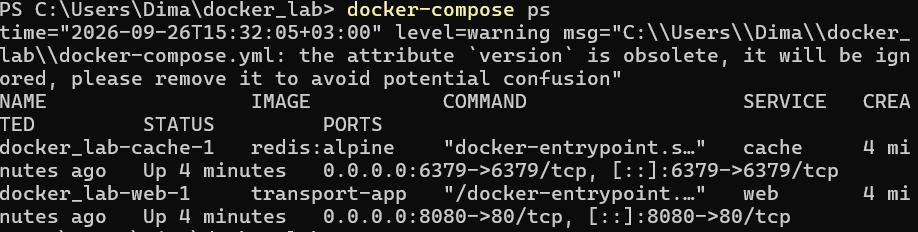 PS C:\Users\Dima\docker_lab> docker-compose ps
time="2026-09-26T15:32:05+03:00" level=warning msg="C:\\Users\\Dima\\docker_
lab\\docker-compose.yml: the attribute `version` is obsolete, it will be ign
ored, please remove it to avoid potential confusion"
NAME                 IMAGE           COMMAND                  SERVICE   CREA
TED         STATUS         PORTS
docker_lab-cache-1   redis:alpine    "docker-entrypoint.s…"   cache     4 mi
nutes ago   Up 4 minutes   0.0.0.0:6379->6379/tcp, [::]:6379->6379/tcp
docker_lab-web-1     transport-app   "/docker-entrypoint.…"   web       4 mi
nutes ago   Up 4 minutes   0.0.0.0:8080->80/tcp, [::]:8080->80/tcp